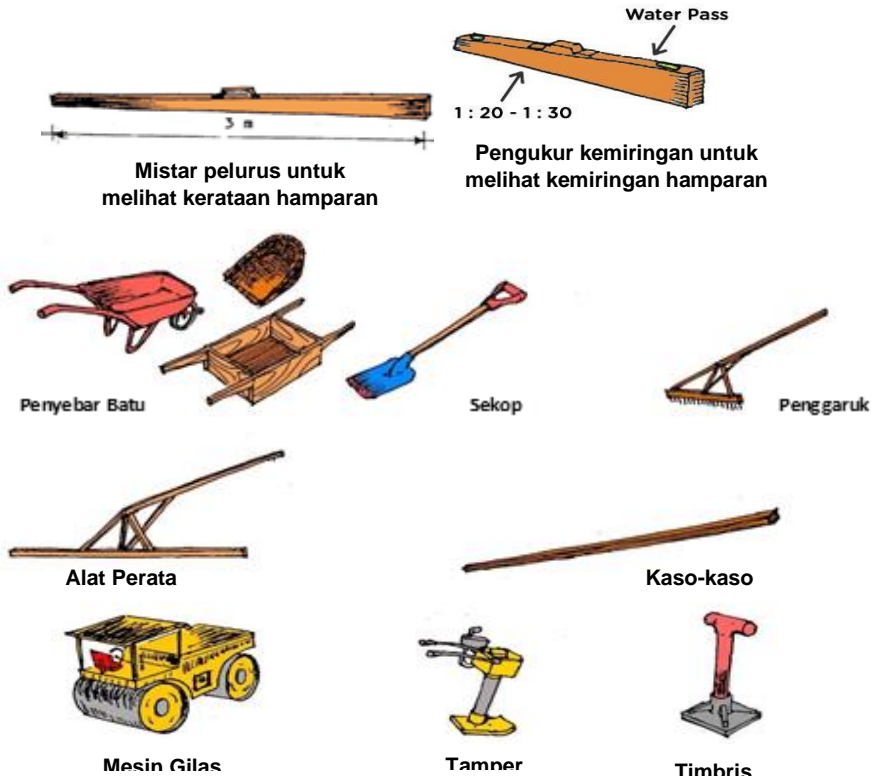 Water Pass
1 : 20 - 1 : 30
3 m
Mistar pelurus untuk
melihat kerataan hamparan
Pengukur kemiringan untuk
melihat kemiringan hamparan
Penyebar Batu
Sekop
Penggaruk
Alat Perata
Kaso-kaso
Mesin Gilas
Tamper
Timbris